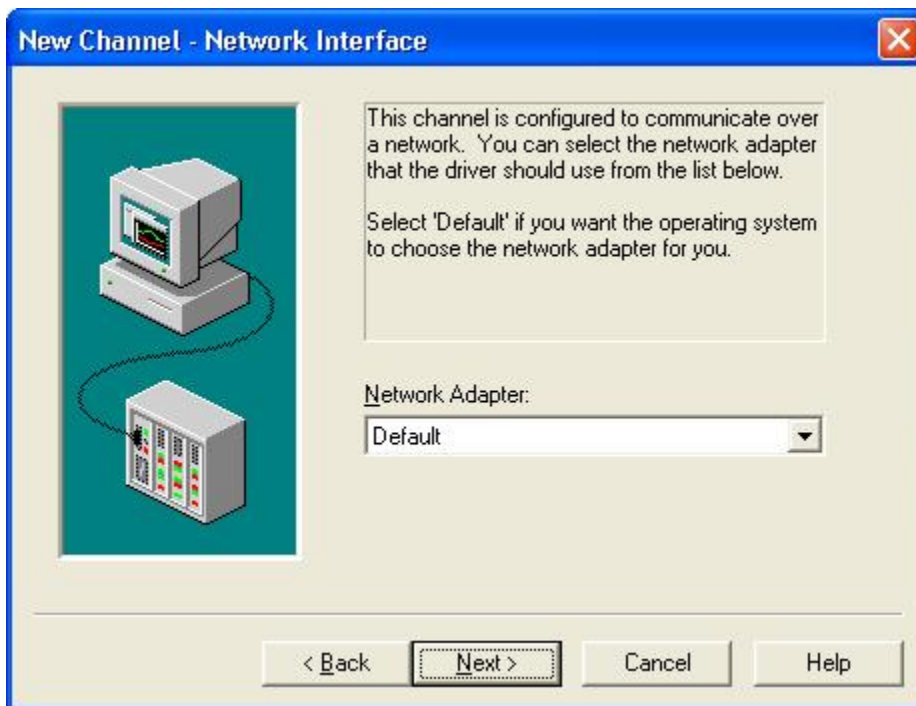 New Channel - Network Interface
This channel is configured to communicate over
a network.  You can select the network adapter
that the driver should use from the list below.
Select 'Default' if you want the operating system
to choose the network adapter for you.
Network Adapter:
Default
< Back
Next >
Cancel
Help